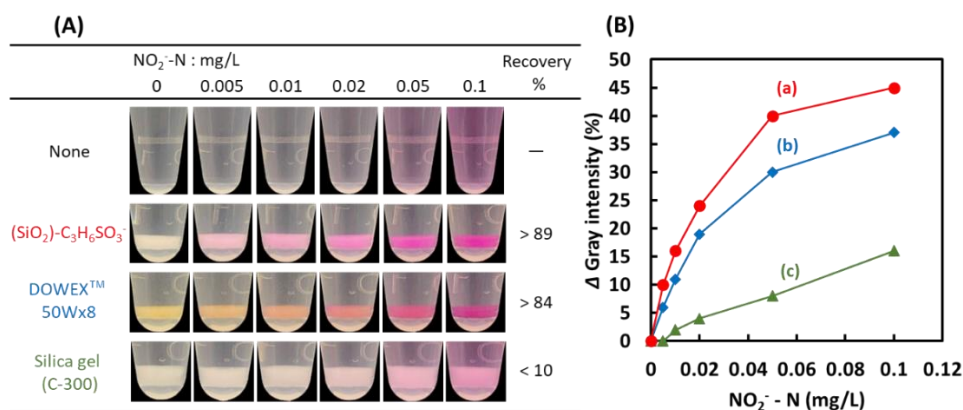 (A)
NO₂⁻-N : mg/L
Recovery
%
0 0.005 0.01 0.02 0.05 0.1
None
—
(SiO₂)-C₃H₆SO₃⁻
> 89
DOWEX™
50Wx8
> 84
Silica gel
(C-300)
< 10
(B)
Δ Gray intensity (%)
50
45
40
35
30
25
20
15
10
5
0
(a)
(b)
(c)
0 0.02 0.04 0.06 0.08 0.1 0.12
NO₂⁻ - N (mg/L)